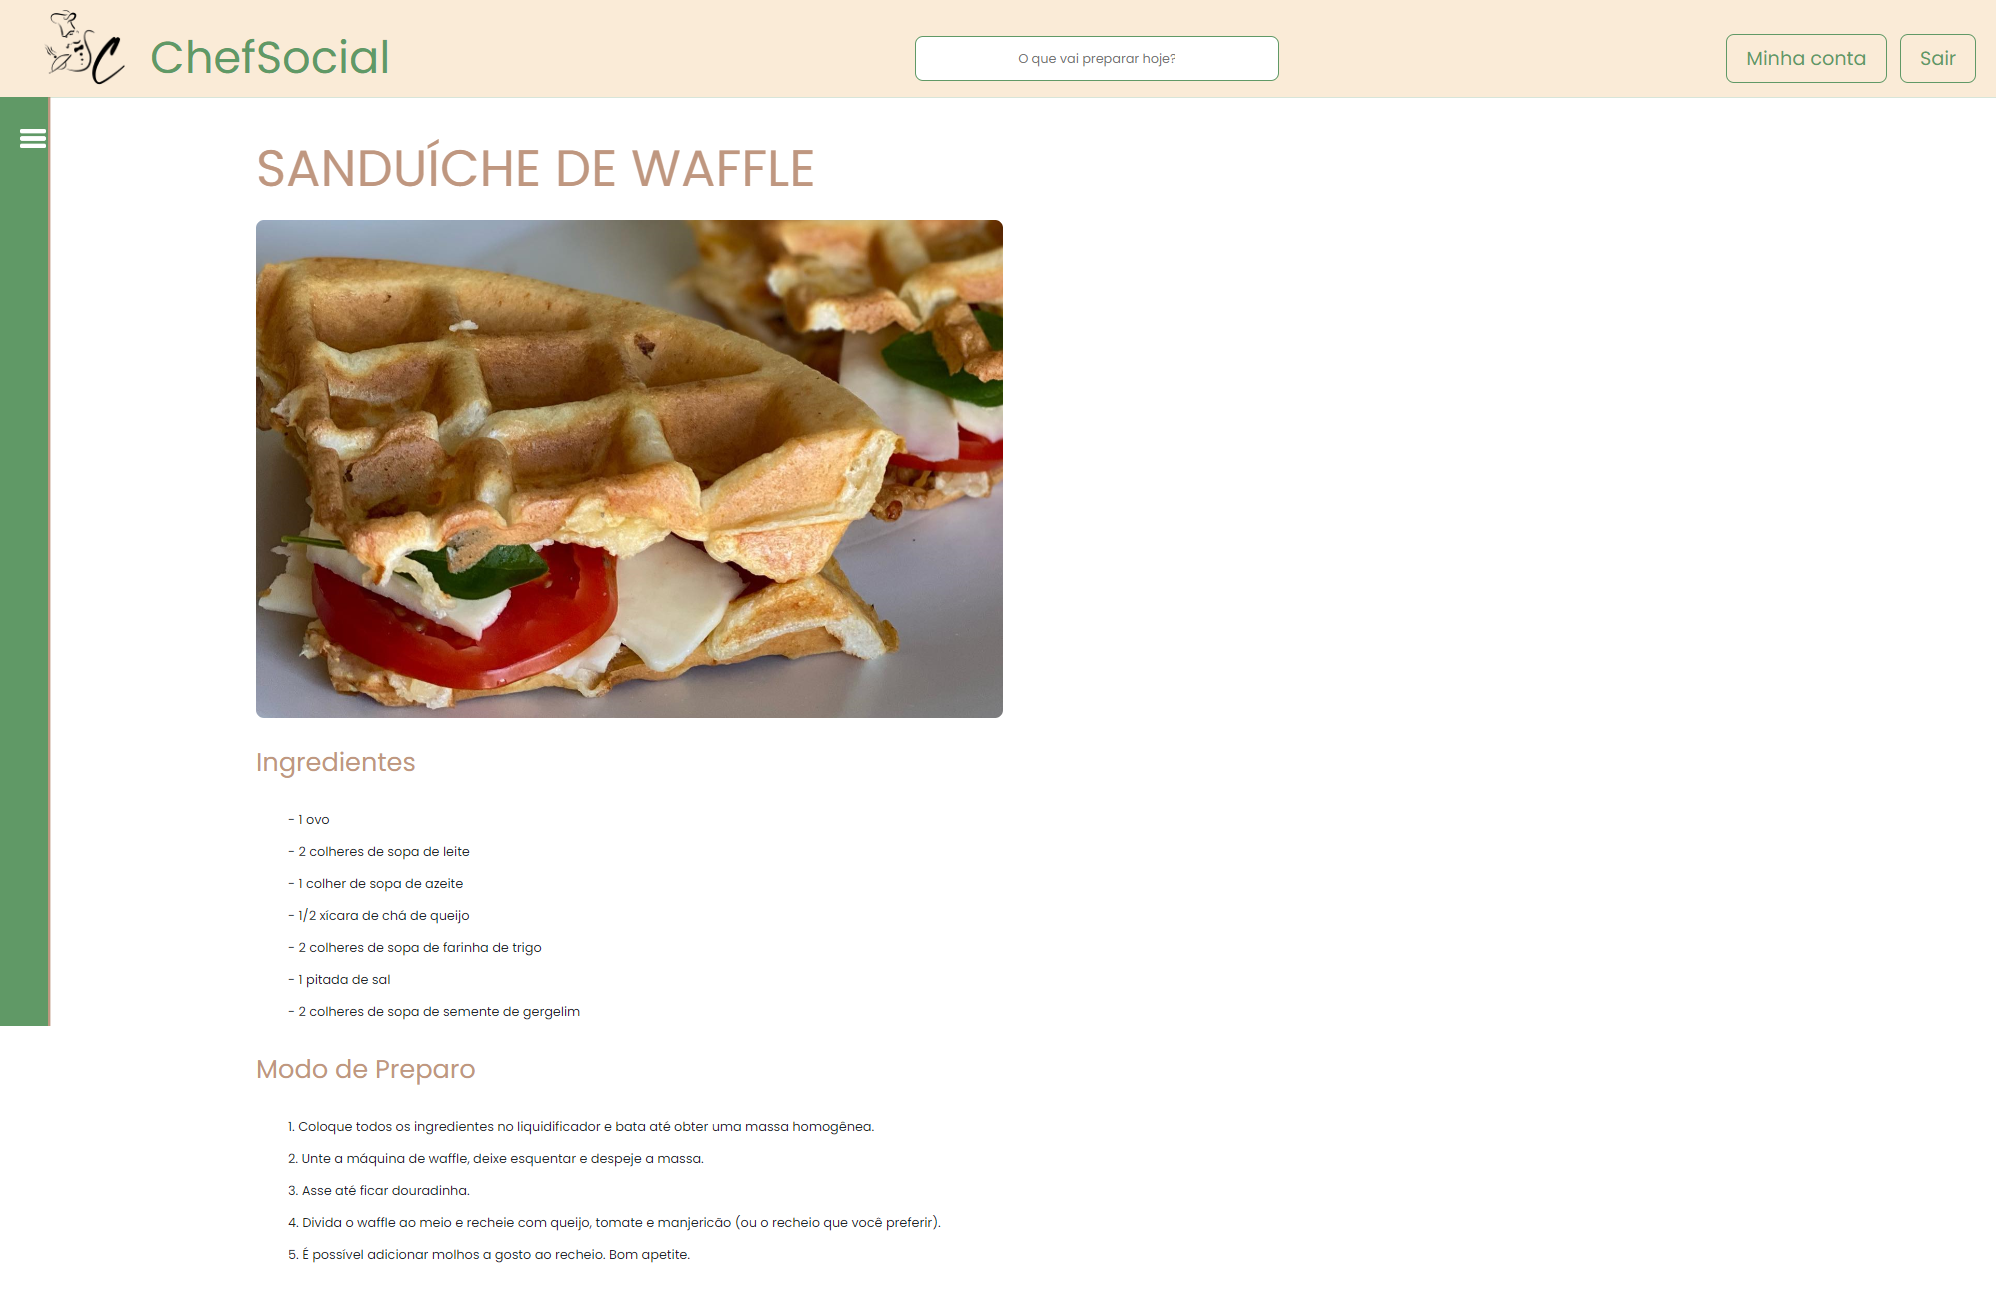 ChefSocial
O que vai preparar hoje?
Minha conta
Sair
SANDUÍCHE DE WAFFLE
Ingredientes
- 1 ovo
- 2 colheres de sopa de leite
- 1 colher de sopa de azeite
- 1/2 xícara de chá de queijo
- 2 colheres de sopa de farinha de trigo
- 1 pitada de sal
- 2 colheres de sopa de semente de gergelim
Modo de Preparo
1. Coloque todos os ingredientes no liquidificador e bata até obter uma massa homogênea.
2. Unte a máquina de waffle, deixe esquentar e despeje a massa.
3. Asse até ficar douradinha.
4. Divida o waffle ao meio e recheie com queijo, tomate e manjericão (ou o recheio que você preferir).
5. É possível adicionar molhos a gosto ao recheio. Bom apetite.